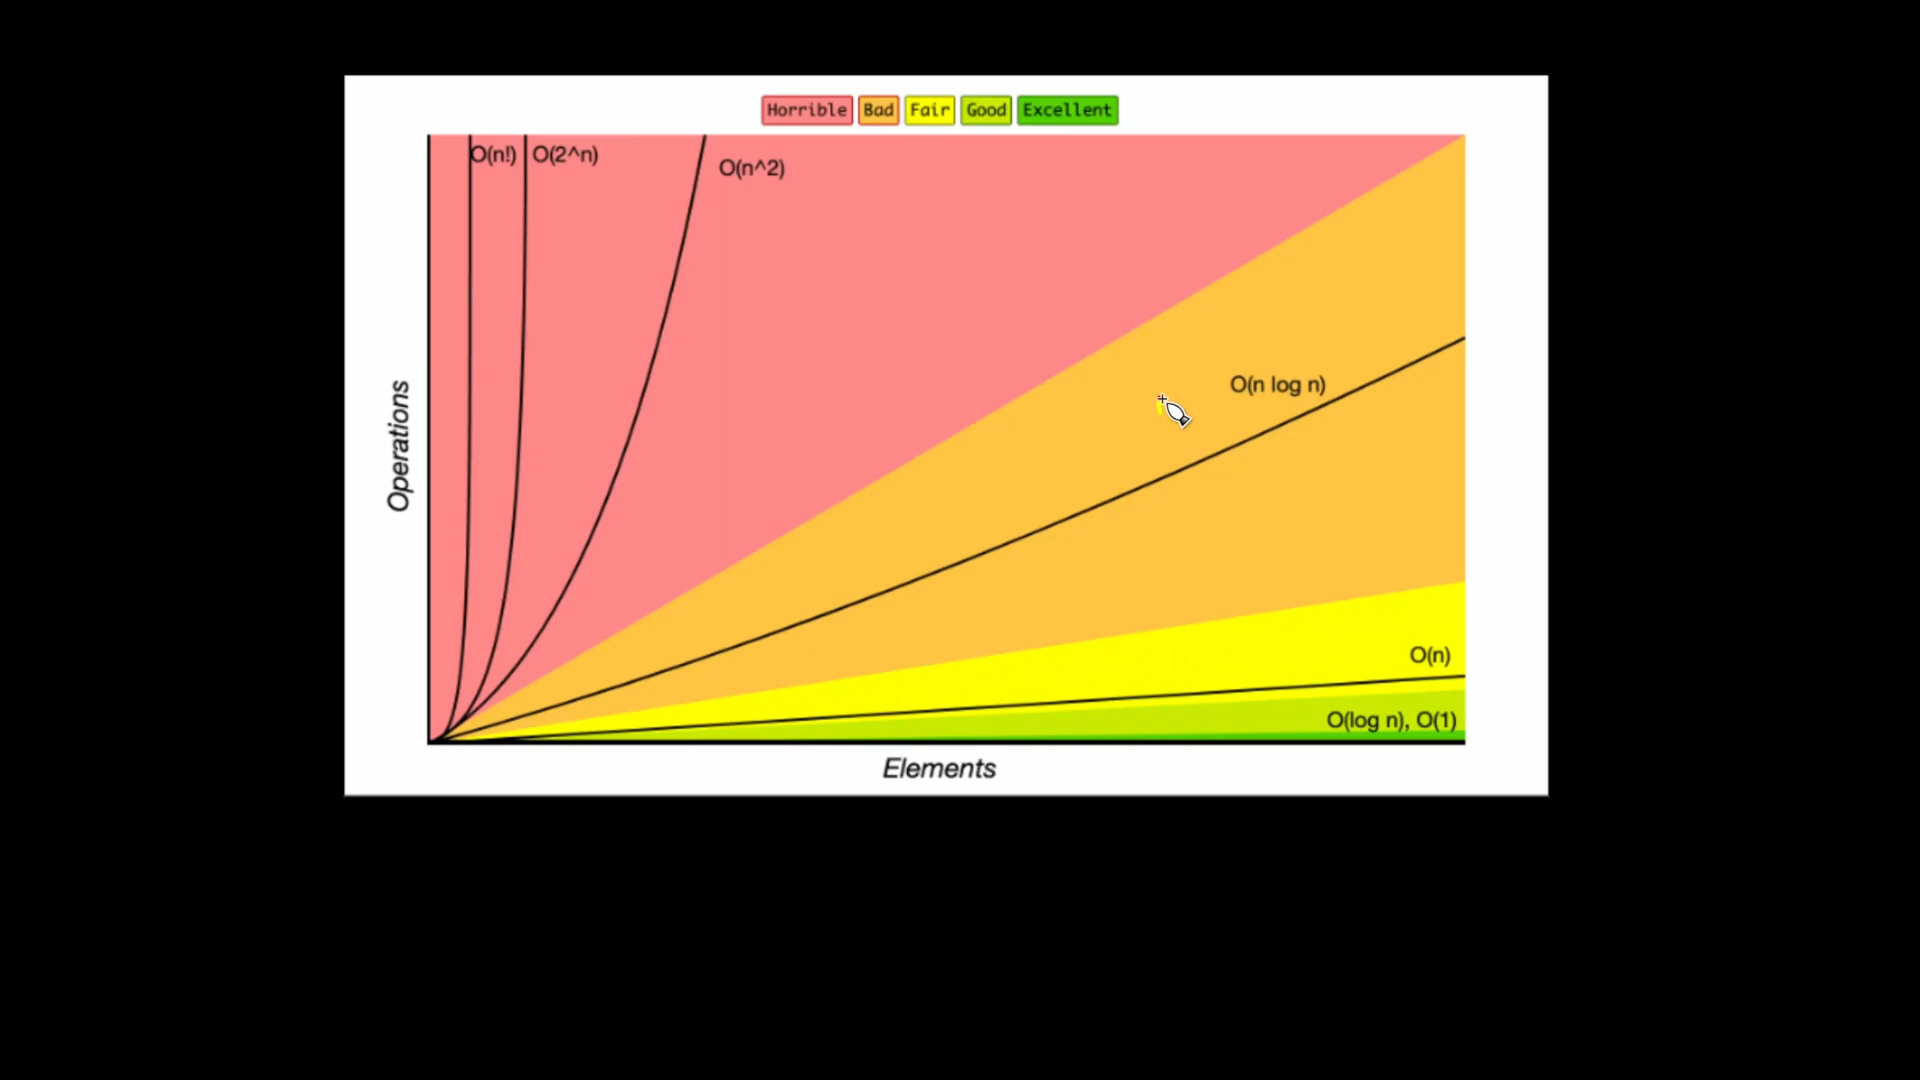 Horrible Bad Fair Good Excellent
O(n!) O(2^n)
O(n^2)
O(n log n)
Operations
O(n)
O(log n), O(1)
Elements